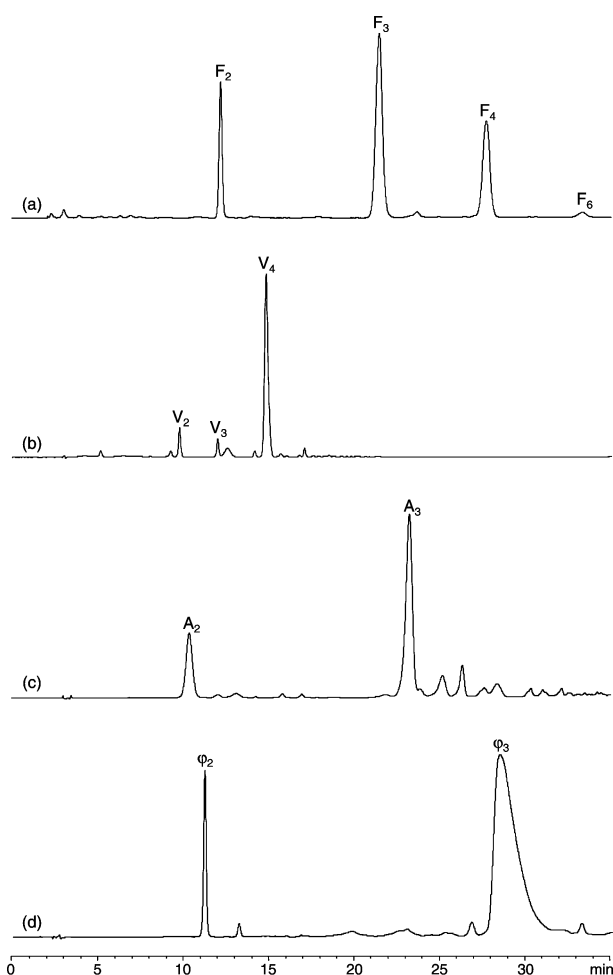 F₃
F₂
F₄
F₆
(a)
V₄
V₂
V₃
(b)
A₃
A₂
(c)
φ₃
φ₂
(d)
0 5 10 15 20 25 30 min